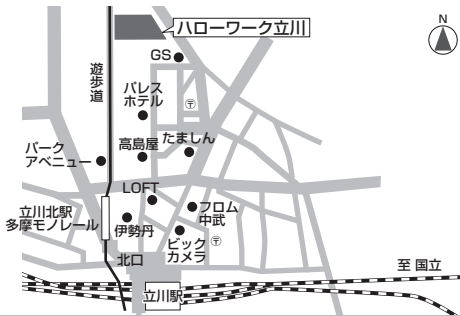 ハローワーク立川
N
GS
遊歩道
〒
パレス
ホテル
高島屋
たましん
パーク
アベニュー
LOFT
立川北駅
多摩モノレール
伊勢丹
フロム
中武
ビック
カメラ
〒
北口
至 国立
立川駅